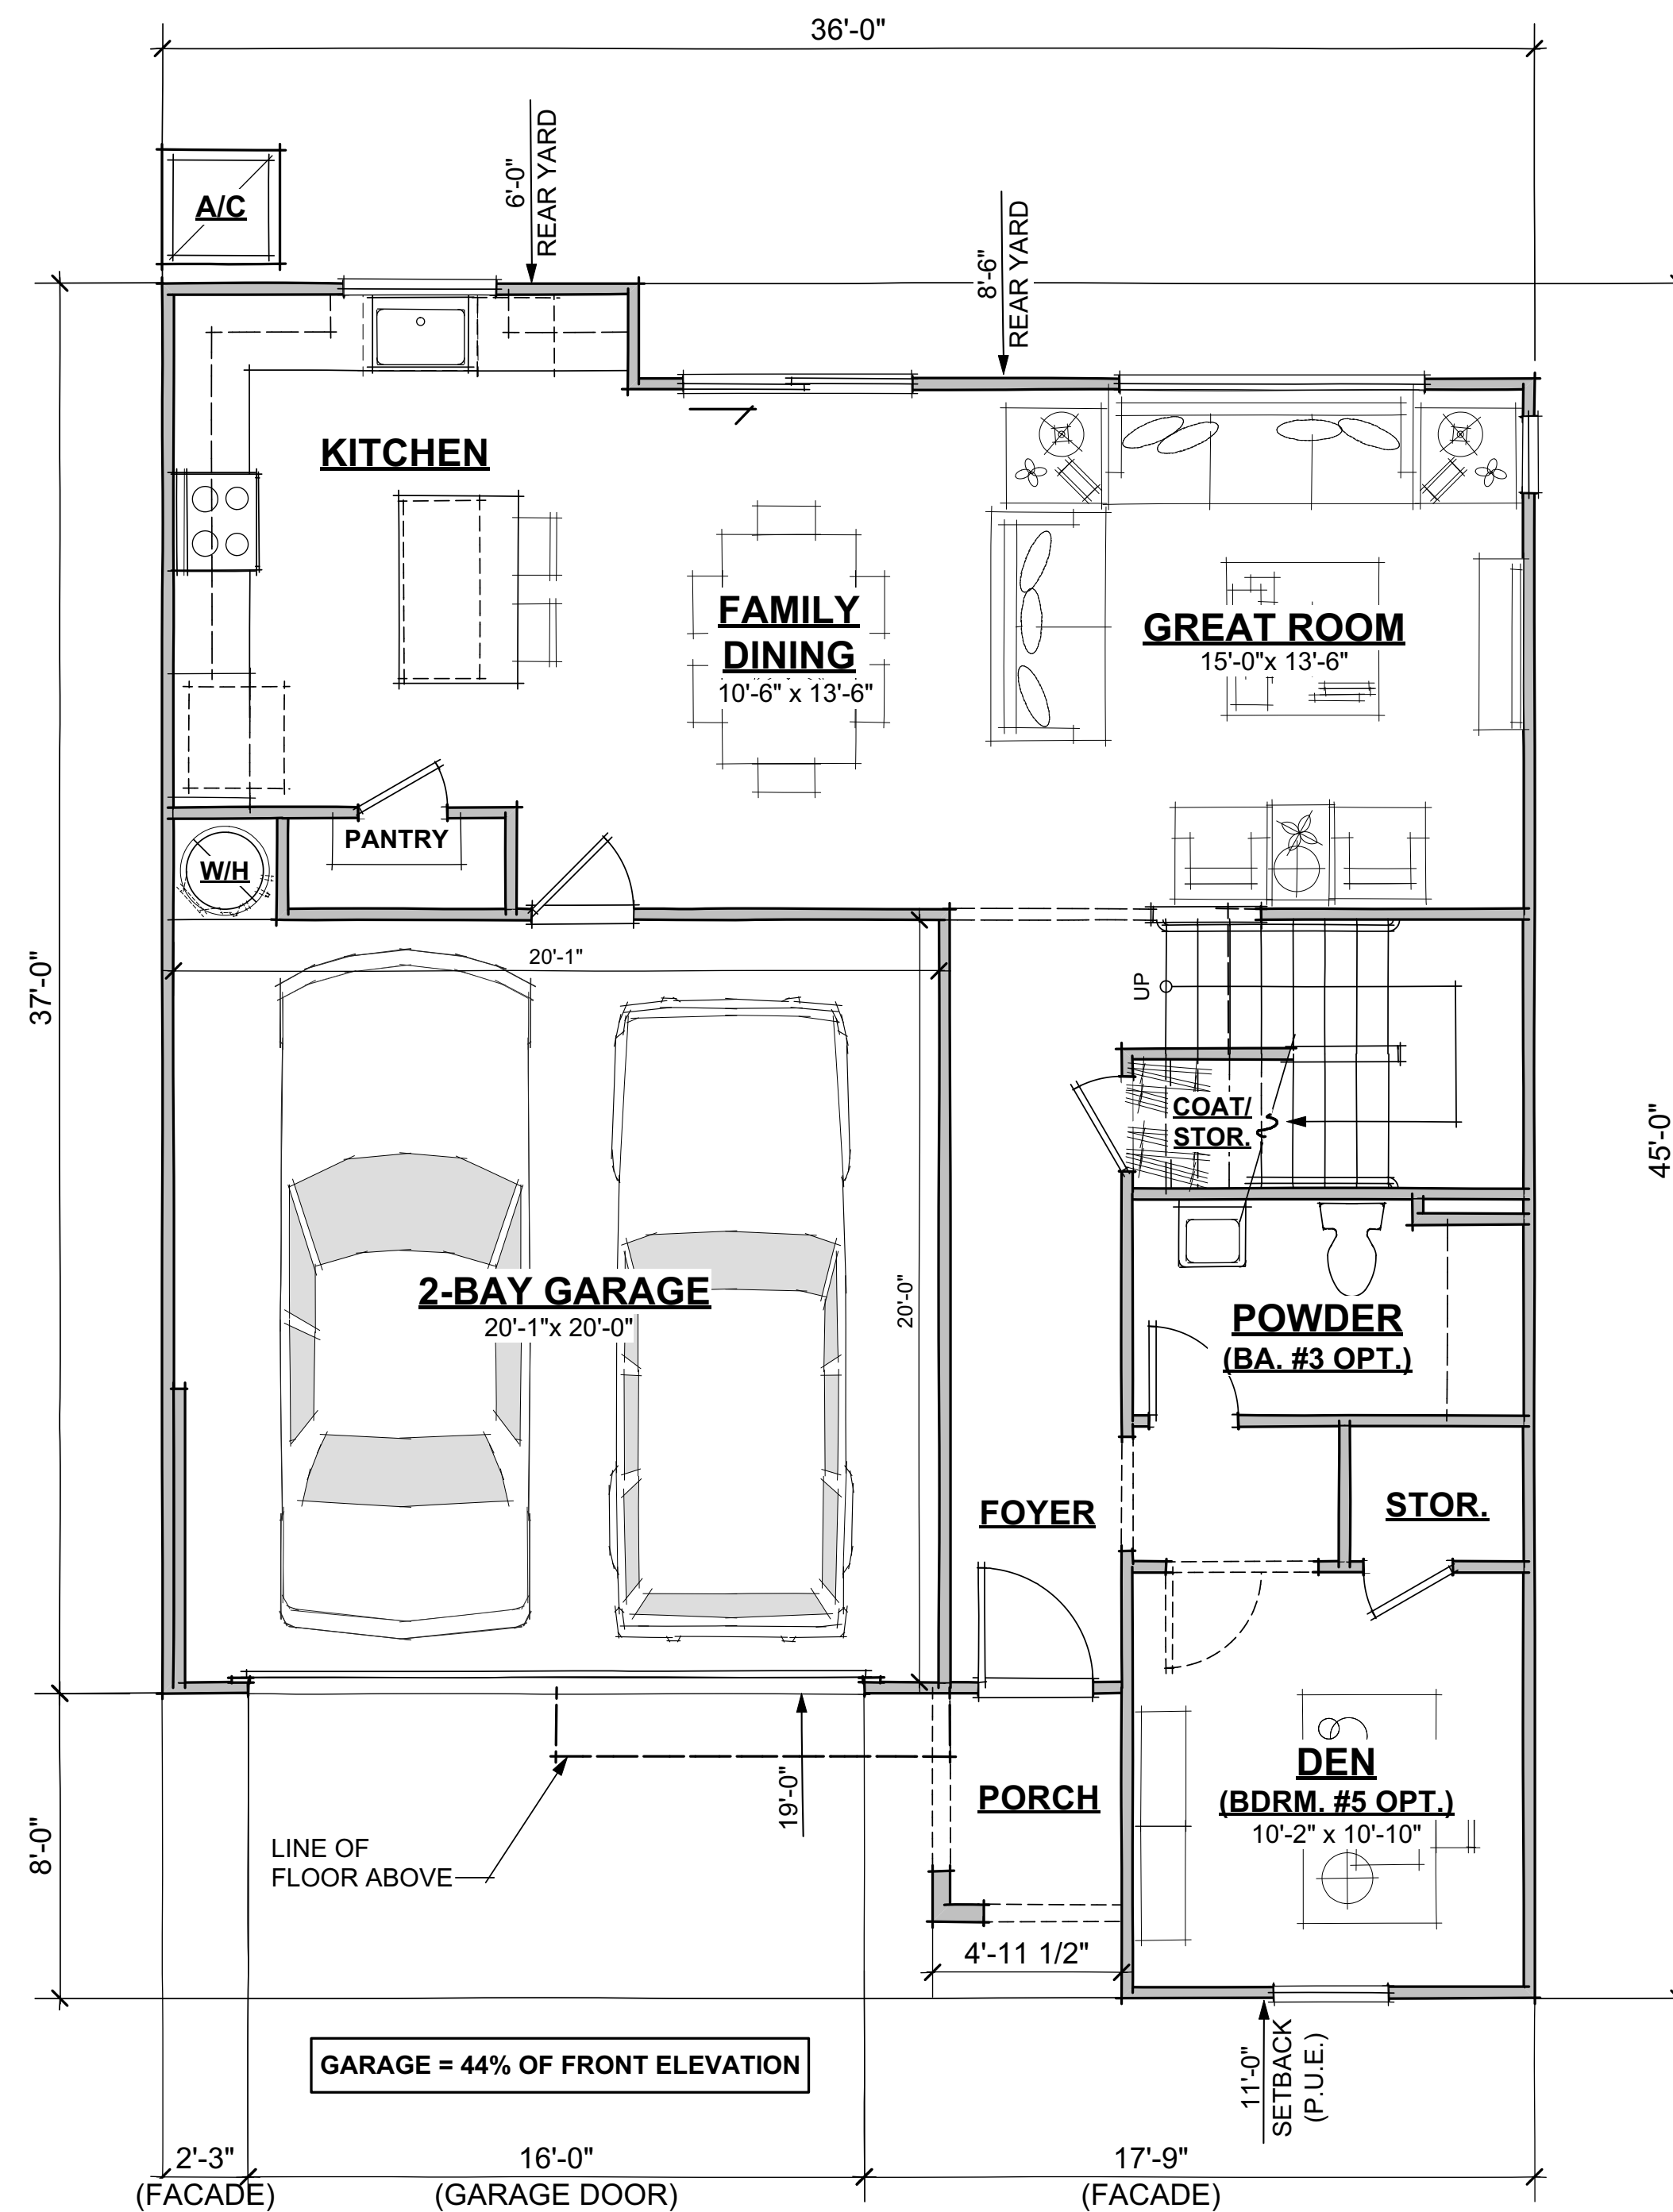 36'-0"
6'-0"
REAR YARD
A/C
8'-6"
REAR YARD
KITCHEN
FAMILY
DINING
10'-6" x 13'-6"
GREAT ROOM
15'-0"x 13'-6"
PANTRY
W/H
20'-1"
37'-0"
UP
COAT/
STOR.
45'-0"
2-BAY GARAGE
20'-1"x 20'-0"
20'-0"
POWDER
(BA. #3 OPT.)
FOYER
STOR.
19'-0"
PORCH
DEN
(BDRM. #5 OPT.)
10'-2" x 10'-10"
8'-0"
LINE OF
FLOOR ABOVE
4'-11 1/2"
GARAGE = 44% OF FRONT ELEVATION
11'-0"
SETBACK
(P.U.E.)
2'-3"
(FACADE)
16'-0"
(GARAGE DOOR)
17'-9"
(FACADE)